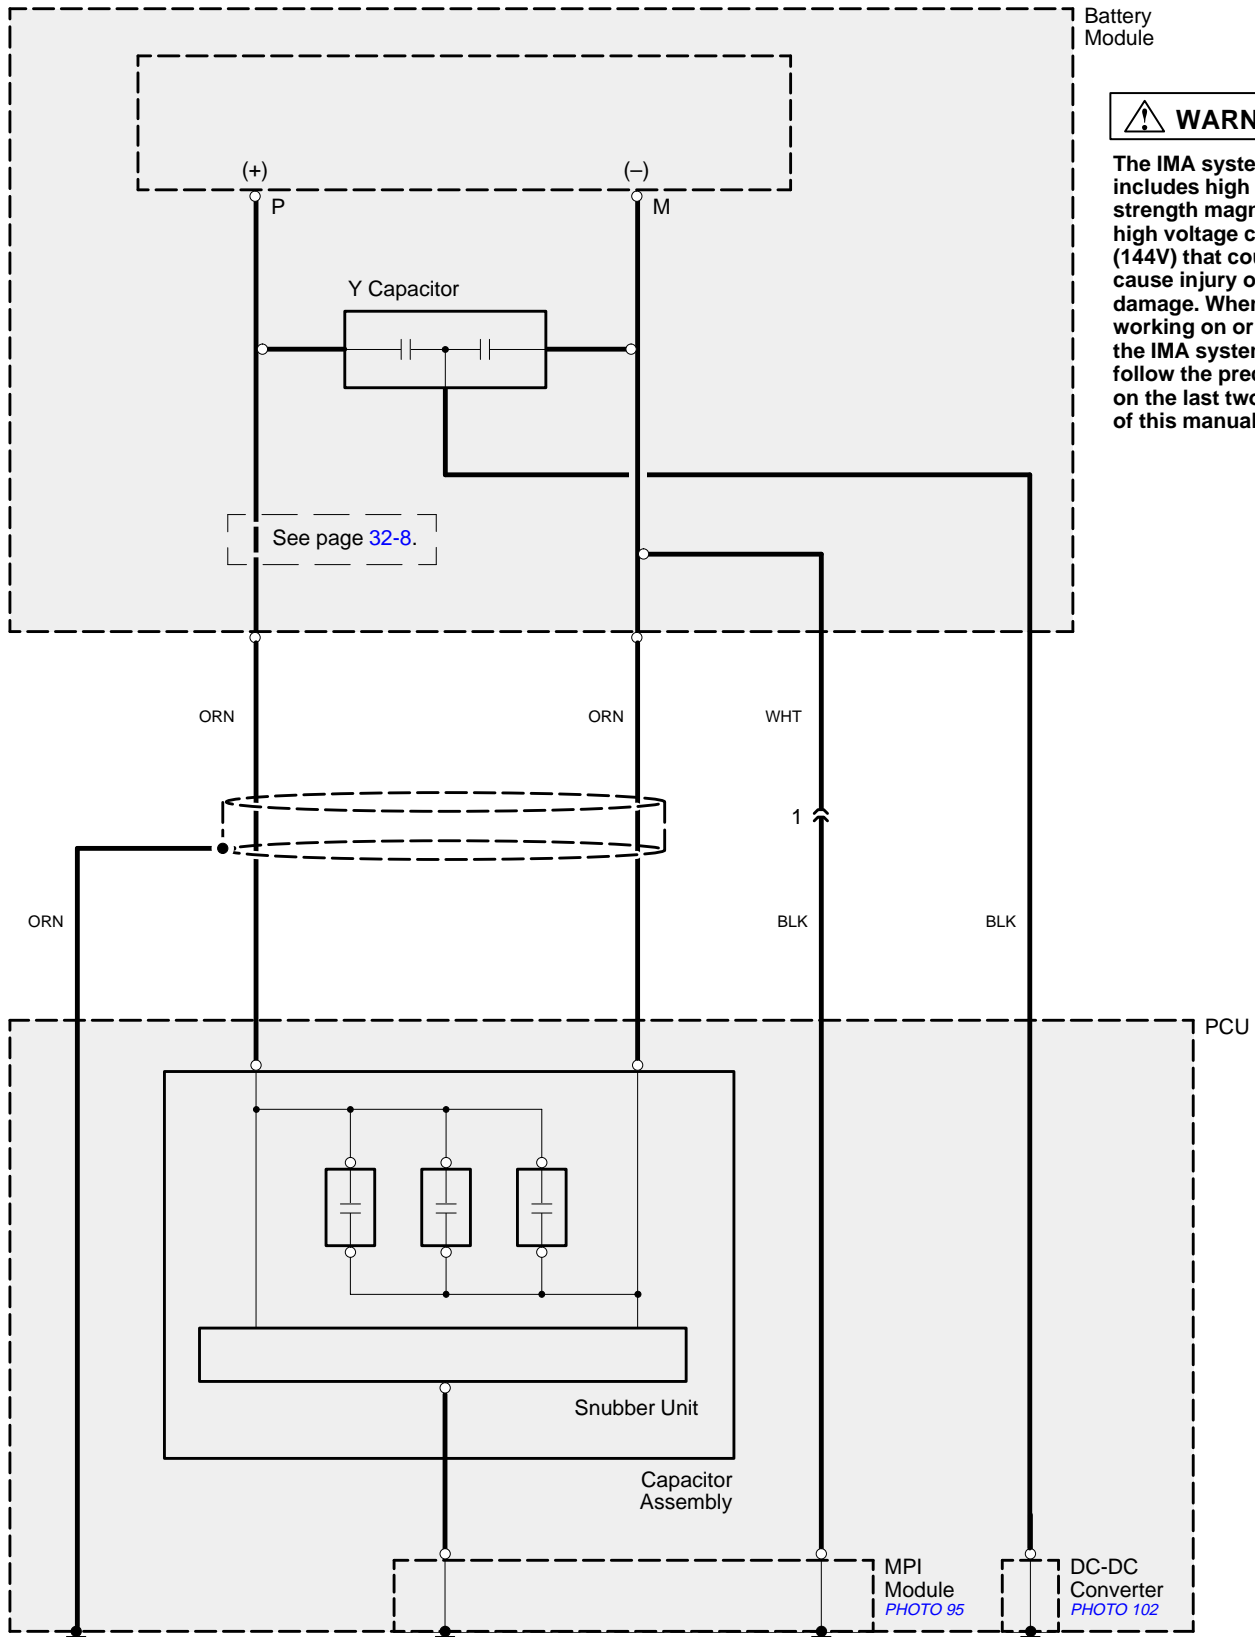 Battery
Module
WARN
The IMA syste
includes high
strength magn
high voltage c
(144V) that cou
cause injury o
damage. When
working on or
the IMA system
follow the prec
on the last two
of this manual
(+)
(–)
P
M
Y Capacitor
See page 32-8.
ORN
ORN
WHT
1
ORN
BLK
BLK
PCU
Snubber Unit
Capacitor
Assembly
MPI
Module
PHOTO 95
DC-DC
Converter
PHOTO 102